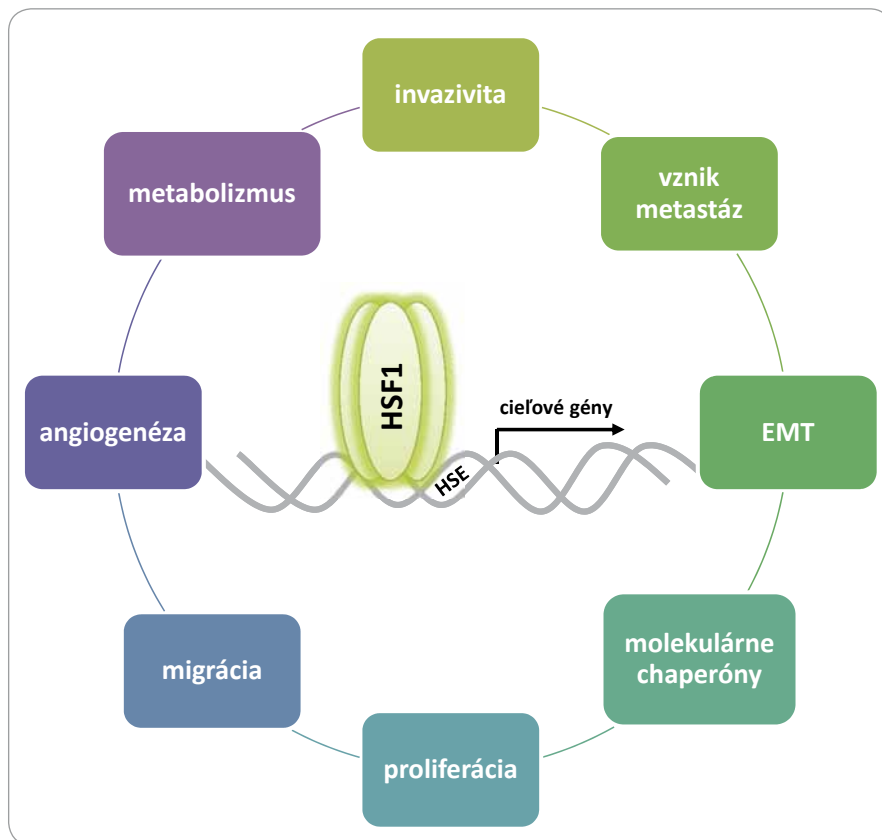 invazivita
vznik
metastáz
metabolizmus
HSF1
cieľové gény
HSE
angiogenéza
EMT
molekulárne
chaperóny
migrácia
proliferácia